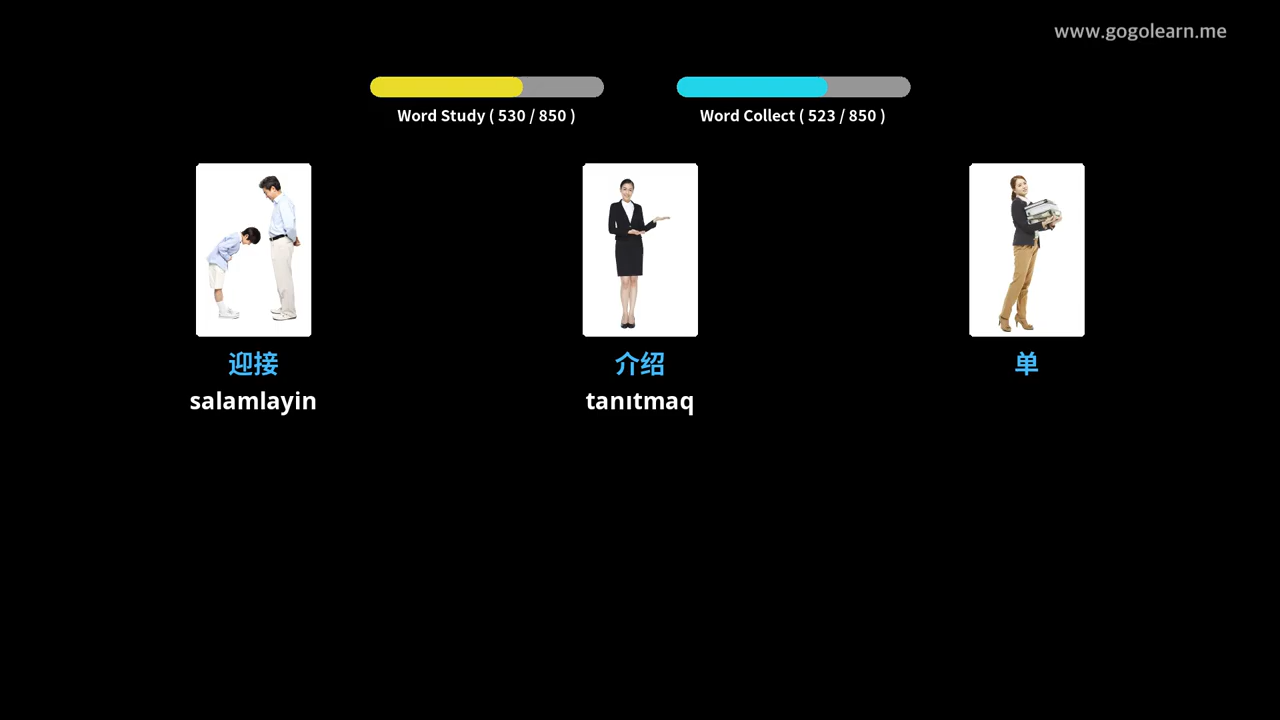 www.gogolearn.me
Word Study ( 530 / 850 )
Word Collect ( 523 / 850 )
迎接
介绍
单
salamlayin
tanıtmaq